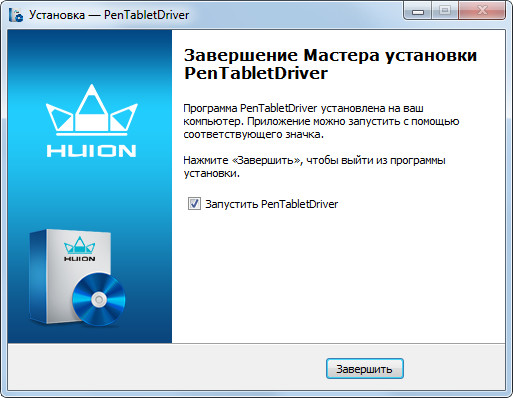 Установка — PenTabletDriver
Завершение Мастера установки
PenTabletDriver
Программа PenTabletDriver установлена на ваш
компьютер. Приложение можно запустить с помощью
соответствующего значка.
Нажмите «Завершить», чтобы выйти из программы
установки.
Запустить PenTabletDriver
HUION
HUION
Завершить